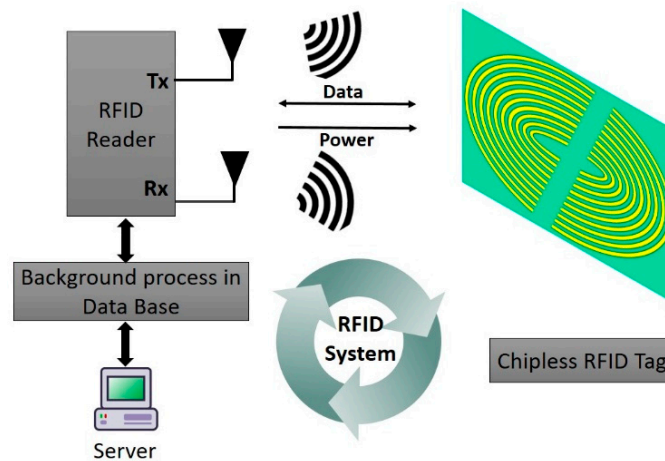 Tx
RFID
Reader
Rx
Data
Power
Background process in
Data Base
RFID
System
Chipless RFID Tag
Server